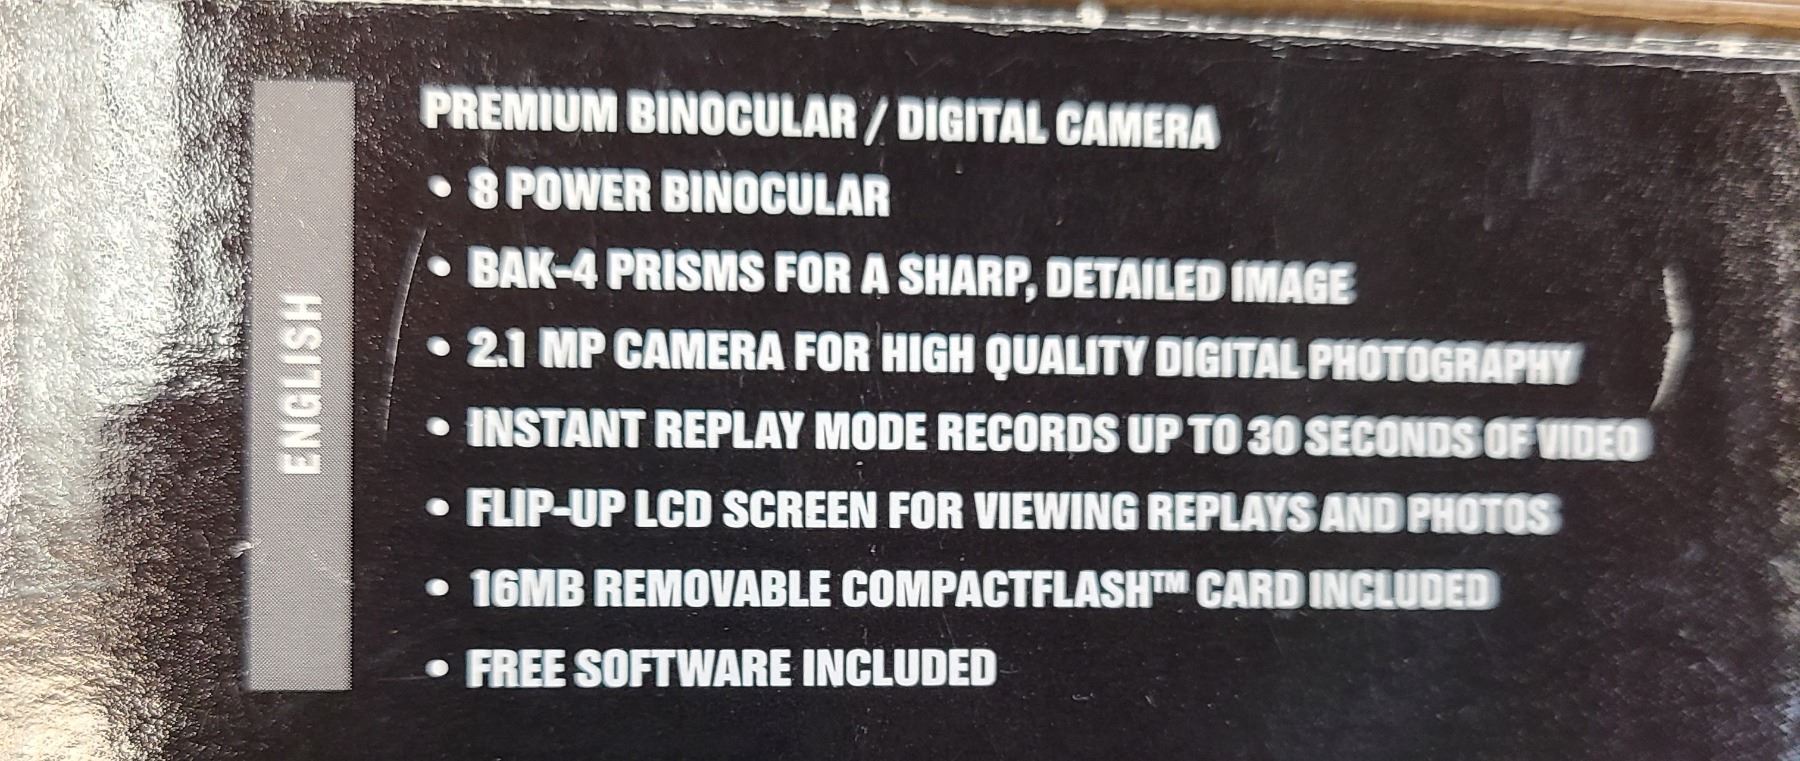 ENGLISH
PREMIUM BINOCULAR / DIGITAL CAMERA
• 8 POWER BINOCULAR
• BAK-4 PRISMS FOR A SHARP, DETAILED IMAGE
• 2.1 MP CAMERA FOR HIGH QUALITY DIGITAL PHOTOGRAPHY
• INSTANT REPLAY MODE RECORDS UP TO 30 SECONDS OF VIDEO
• FLIP-UP LCD SCREEN FOR VIEWING REPLAYS AND PHOTOS
• 16MB REMOVABLE COMPACTFLASH™ CARD INCLUDED
• FREE SOFTWARE INCLUDED